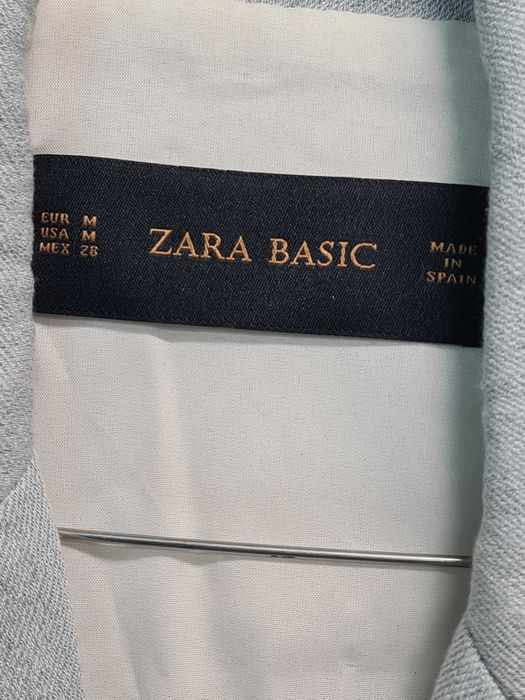 EUR M
USA M
MEX 28
ZARA BASIC
MADE
IN
SPAIN